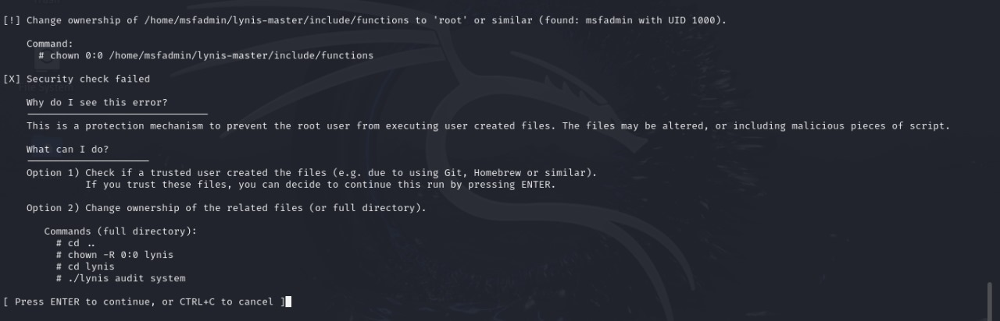 [!] Change ownership of /home/msfadmin/lynis-master/include/functions to 'root' or similar (found: msfadmin with UID 1000).
Command:
# chown 0:0 /home/msfadmin/lynis-master/include/functions
[X] Security check failed
Why do I see this error?
This is a protection mechanism to prevent the root user from executing user created files. The files may be altered, or including malicious pieces of script.
What can I do?
Option 1) Check if a trusted user created the files (e.g. due to using Git, Homebrew or similar).
If you trust these files, you can decide to continue this run by pressing ENTER.
Option 2) Change ownership of the related files (or full directory).
Commands (full directory):
# cd ..
# chown -R 0:0 lynis
# cd lynis
# ./lynis audit system
[ Press ENTER to continue, or CTRL+C to cancel ]